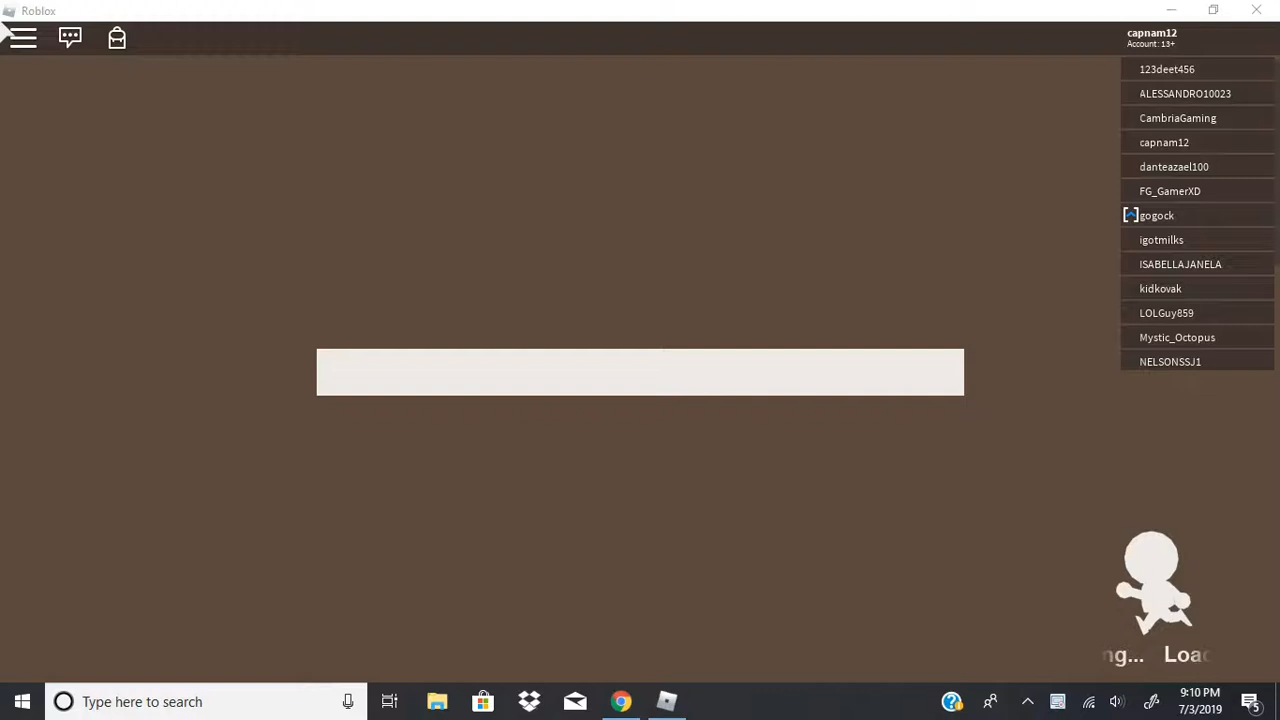 Roblox
capnam12
Account: 13+
123deet456
ALESSANDRO10023
CambriaGaming
capnam12
danteazael100
FG_GamerXD
gogock
igotmilks
ISABELLAJANELA
kidkovak
LOLGuy859
Mystic_Octopus
NELSONSSJ1
ng... Load
Type here to search
9:10 PM
7/3/2019
5